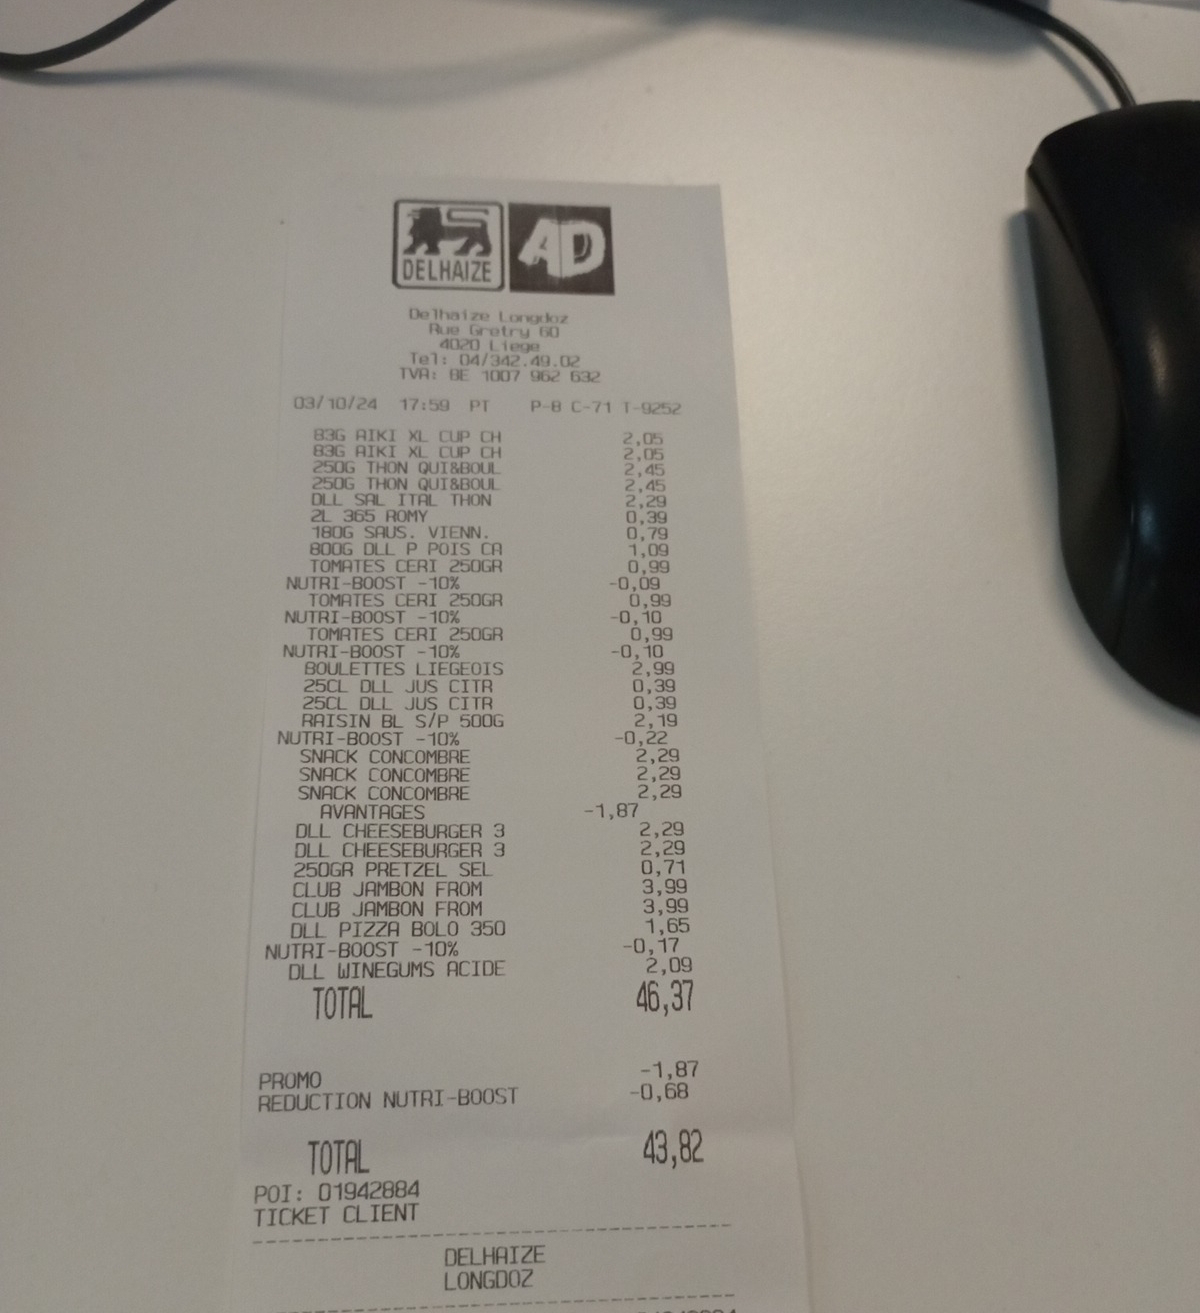 DELHAIZE AD
Delhaize Longdoz
Rue Gretry 60
4020 Liege
Tel: 04/342.49.02
TVA: BE 1007 962 632
03/10/24 17:59 PT P-8 C-71 T-9252
83G AIKI XL CUP CH 2,05
83G AIKI XL CUP CH 2,05
250G THON QUI&BOUL 2,45
250G THON QUI&BOUL 2,45
DLL SAL ITAL THON 2,29
2L 365 ROMY 0,39
180G SAUS. VIENN. 0,79
800G DLL P POIS CA 1,09
TOMATES CERI 250GR 0,99
NUTRI-BOOST -10% -0,09
TOMATES CERI 250GR 0,99
NUTRI-BOOST -10% -0,10
TOMATES CERI 250GR 0,99
NUTRI-BOOST -10% -0,10
BOULETTES LIEGEOIS 2,99
25CL DLL JUS CITR 0,39
25CL DLL JUS CITR 0,39
RAISIN BL S/P 500G 2,19
NUTRI-BOOST -10% -0,22
SNACK CONCOMBRE 2,29
SNACK CONCOMBRE 2,29
SNACK CONCOMBRE 2,29
AVANTAGES -1,87
DLL CHEESEBURGER 3 2,29
DLL CHEESEBURGER 3 2,29
250GR PRETZEL SEL 0,71
CLUB JAMBON FROM 3,99
CLUB JAMBON FROM 3,99
DLL PIZZA BOLO 350 1,65
NUTRI-BOOST -10% -0,17
DLL WINEGUMS ACIDE 2,09
TOTAL 46,37
PROMO -1,87
REDUCTION NUTRI-BOOST -0,68
TOTAL 43,82
POI: 01942884
TICKET CLIENT
DELHAIZE
LONGDOZ